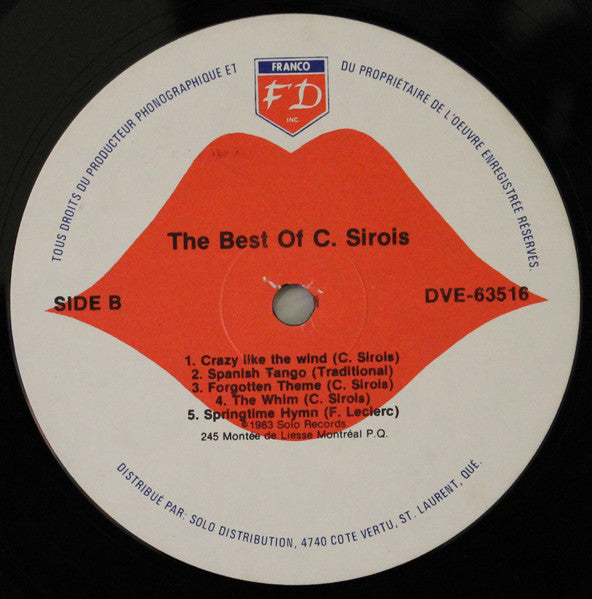 TOUS DROITS DU PRODUCTEUR PHONOGRAPHIQUE ET DU PROPRIÉTAIRE DE L'OEUVRE ENREGISTRÉE RÉSERVÉS.
FRANCO
FD
INC.
The Best Of C. Sirois
SIDE B
DVE-63516
1. Crazy like the wind (C. Sirois)
2. Spanish Tango (Traditional)
3. Forgotten Theme (C. Sirois)
4. The Whim (C. Sirois)
5. Springtime Hymn (F. Leclerc)
℗1983 Solo Records
245 Montée de Liesse Montréal P.Q.
DISTRIBUÉ PAR: SOLO DISTRIBUTION, 4740 COTE VERTU, ST. LAURENT, QUÉ.